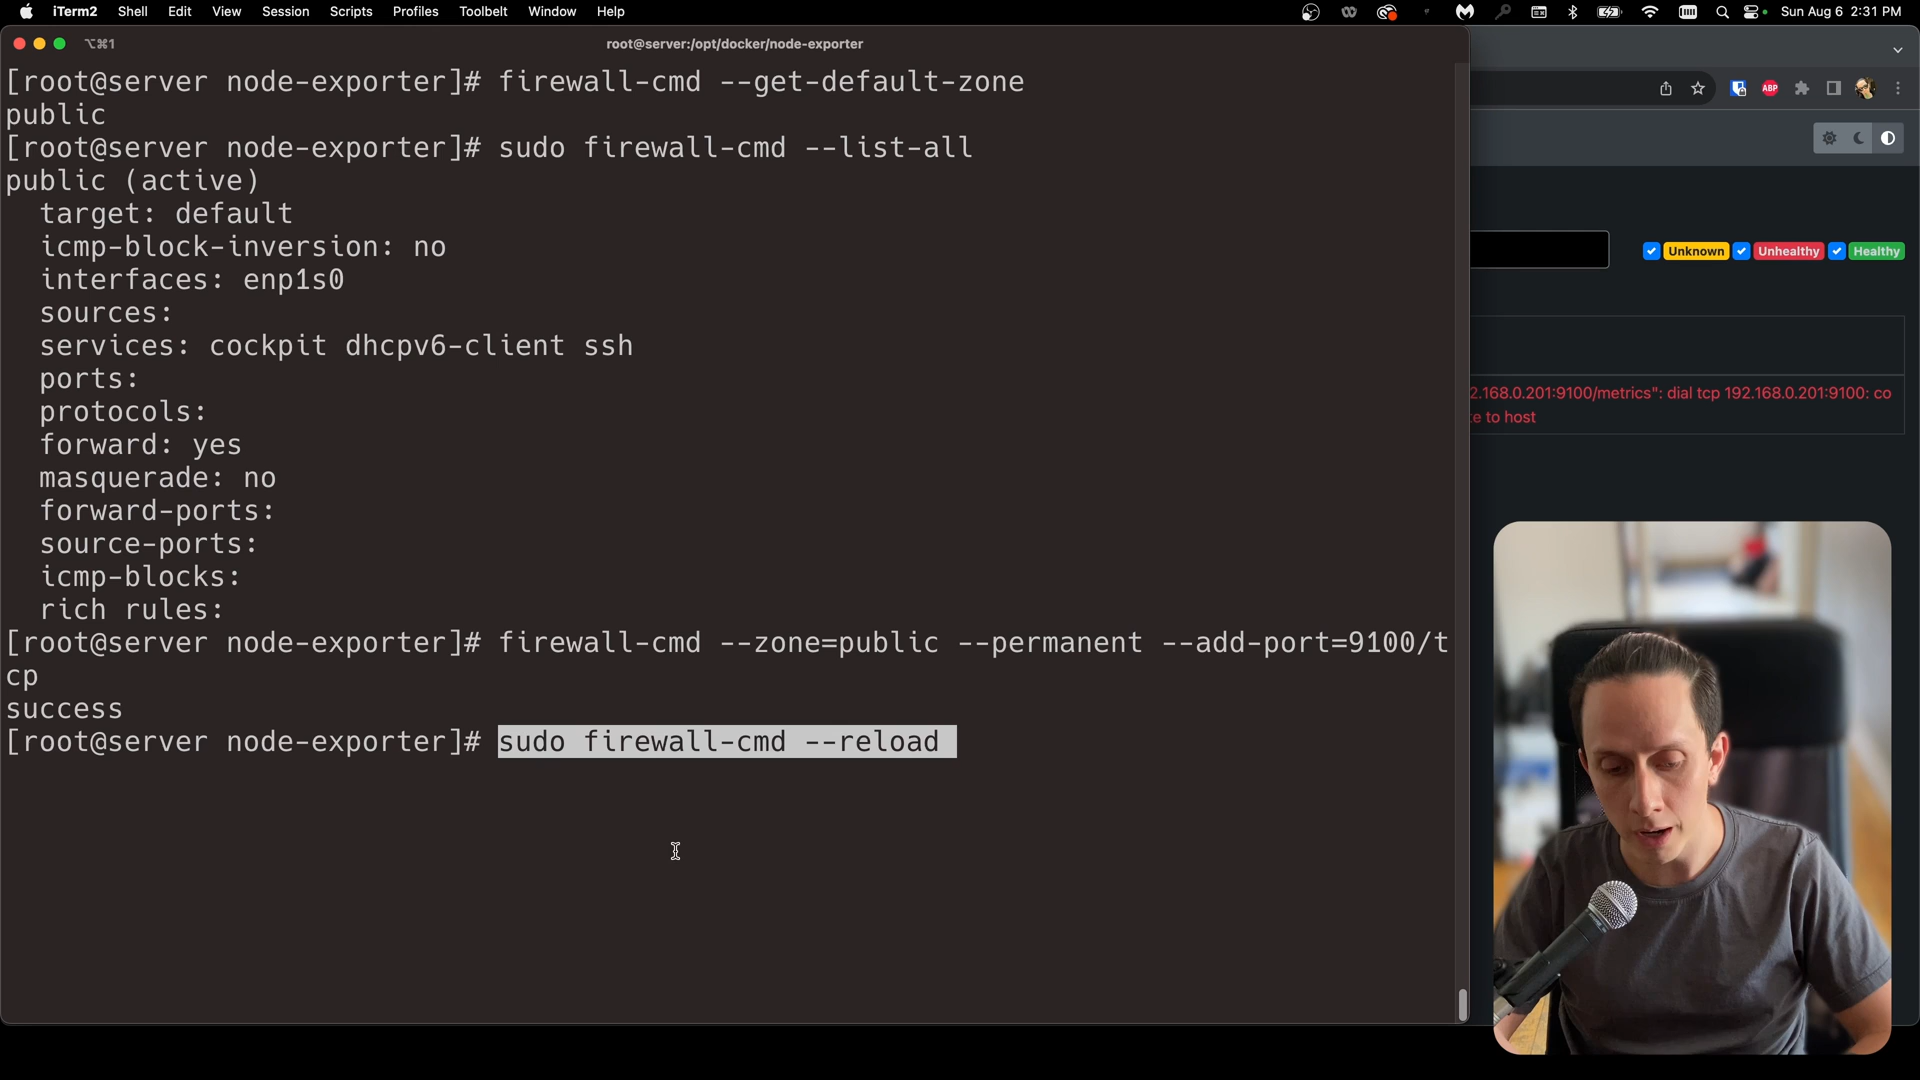 iTerm2 Shell Edit View Session Scripts Profiles Toolbelt Window Help Sun Aug 6 2:31 PM
⌥⌘1 root@server:/opt/docker/node-exporter
[root@server node-exporter]# firewall-cmd --get-default-zone
public
[root@server node-exporter]# sudo firewall-cmd --list-all
public (active)
target: default
icmp-block-inversion: no
interfaces: enp1s0
sources:
services: cockpit dhcpv6-client ssh
ports:
protocols:
forward: yes
masquerade: no
forward-ports:
source-ports:
icmp-blocks:
rich rules:
[root@server node-exporter]# firewall-cmd --zone=public --permanent --add-port=9100/t
cp
success
[root@server node-exporter]# sudo firewall-cmd --reload
ABP
Unknown Unhealthy Healthy
2.168.0.201:9100/metrics": dial tcp 192.168.0.201:9100: co
e to host